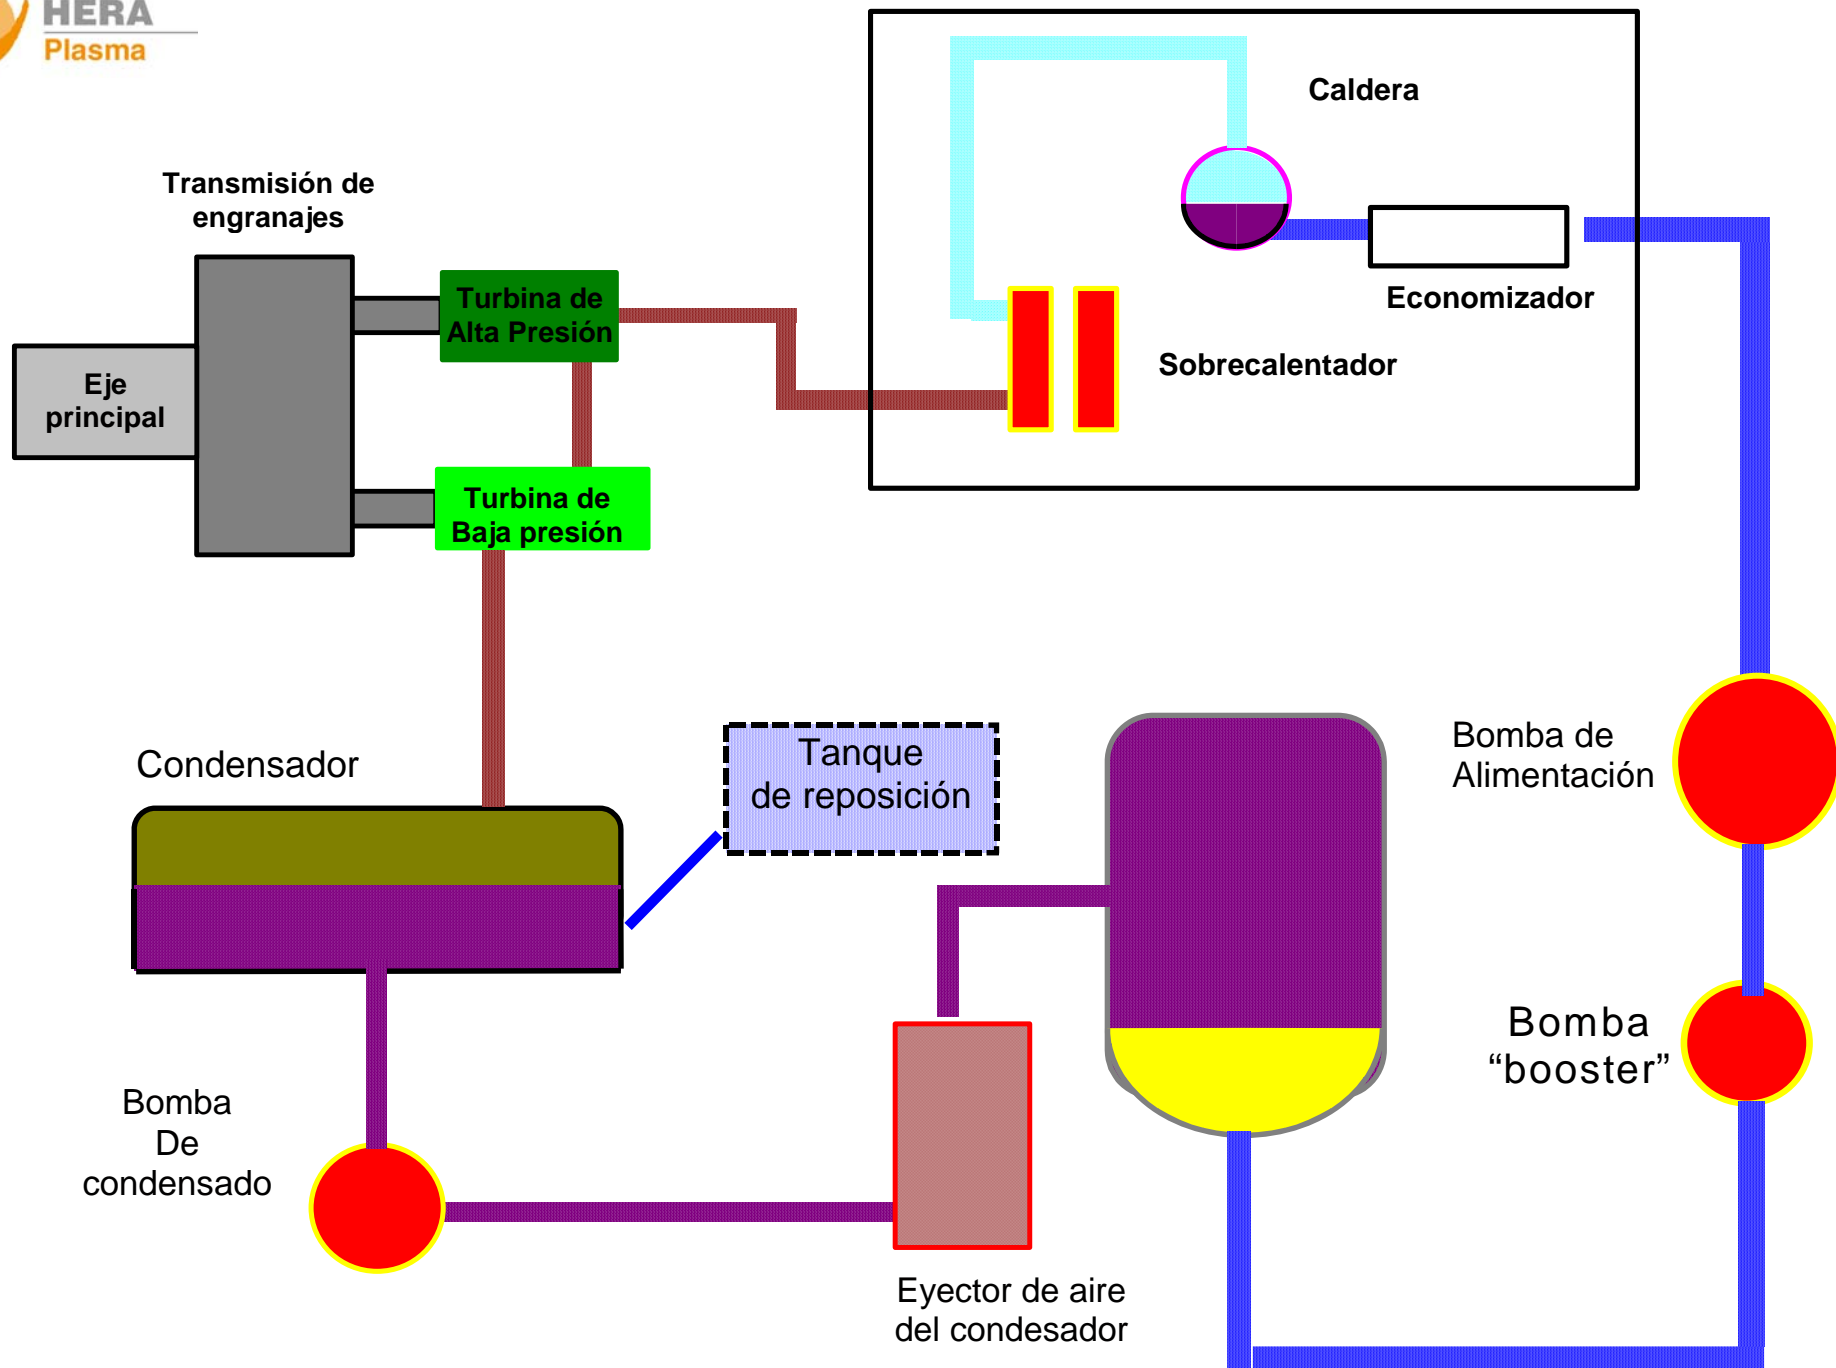 HERA
Plasma
Caldera
Transmisión de
engranajes
Turbina de
Alta Presión
Economizador
Sobrecalentador
Eje
principal
Turbina de
Baja presión
Condensador
Tanque
de reposición
Bomba de
Alimentación
Bomba
“booster”
Bomba
De
condensado
Eyector de aire
del condesador